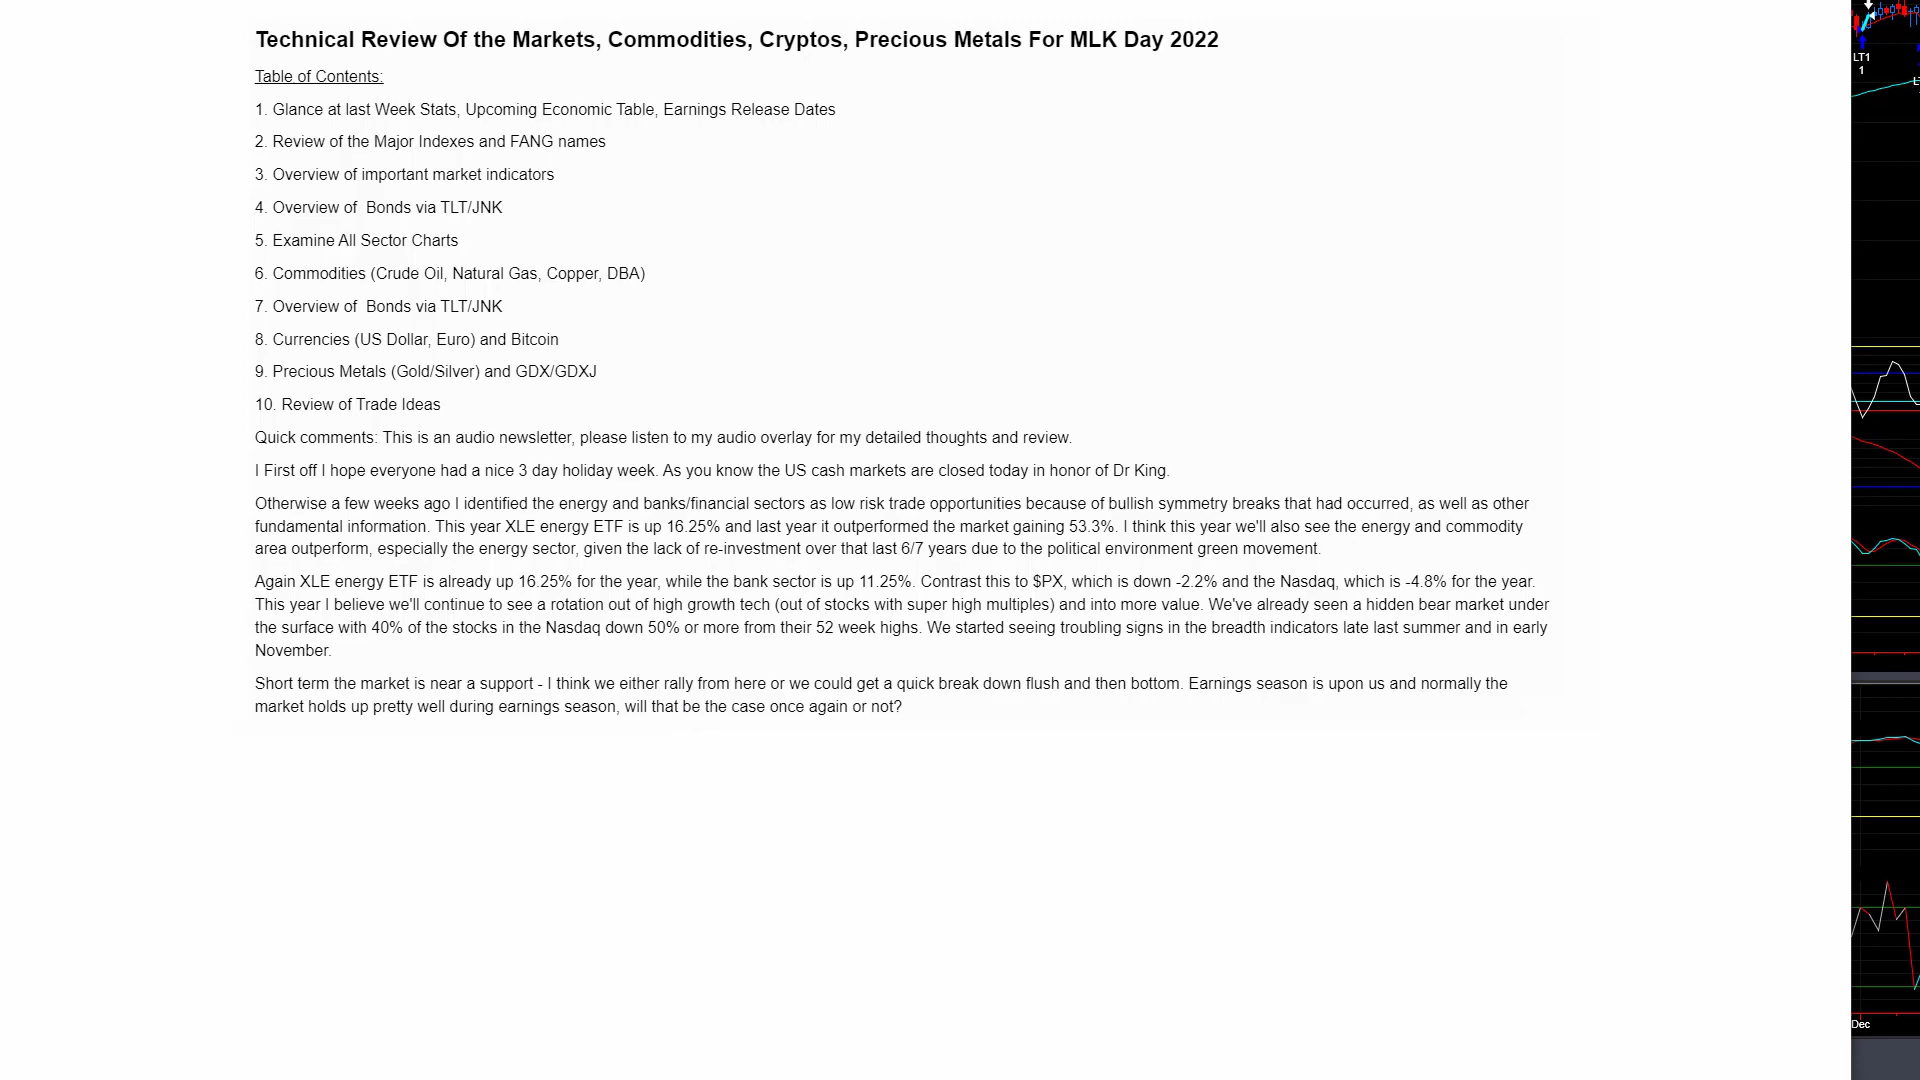 Technical Review Of the Markets, Commodities, Cryptos, Precious Metals For MLK Day 2022
Table of Contents:
1. Glance at last Week Stats, Upcoming Economic Table, Earnings Release Dates
2. Review of the Major Indexes and FANG names
3. Overview of important market indicators
4. Overview of  Bonds via TLT/JNK
5. Examine All Sector Charts
6. Commodities (Crude Oil, Natural Gas, Copper, DBA)
7. Overview of  Bonds via TLT/JNK
8. Currencies (US Dollar, Euro) and Bitcoin
9. Precious Metals (Gold/Silver) and GDX/GDXJ
10. Review of Trade Ideas
Quick comments: This is an audio newsletter, please listen to my audio overlay for my detailed thoughts and review.
I First off I hope everyone had a nice 3 day holiday week. As you know the US cash markets are closed today in honor of Dr King.
Otherwise a few weeks ago I identified the energy and banks/financial sectors as low risk trade opportunities because of bullish symmetry breaks that had occurred, as well as other
fundamental information. This year XLE energy ETF is up 16.25% and last year it outperformed the market gaining 53.3%. I think this year we'll also see the energy and commodity
area outperform, especially the energy sector, given the lack of re-investment over that last 6/7 years due to the political environment green movement.
Again XLE energy ETF is already up 16.25% for the year, while the bank sector is up 11.25%. Contrast this to $PX, which is down -2.2% and the Nasdaq, which is -4.8% for the year.
This year I believe we'll continue to see a rotation out of high growth tech (out of stocks with super high multiples) and into more value. We've already seen a hidden bear market under
the surface with 40% of the stocks in the Nasdaq down 50% or more from their 52 week highs. We started seeing troubling signs in the breadth indicators late last summer and in early
November.
Short term the market is near a support - I think we either rally from here or we could get a quick break down flush and then bottom. Earnings season is upon us and normally the
market holds up pretty well during earnings season, will that be the case once again or not?
LT1
1
Dec